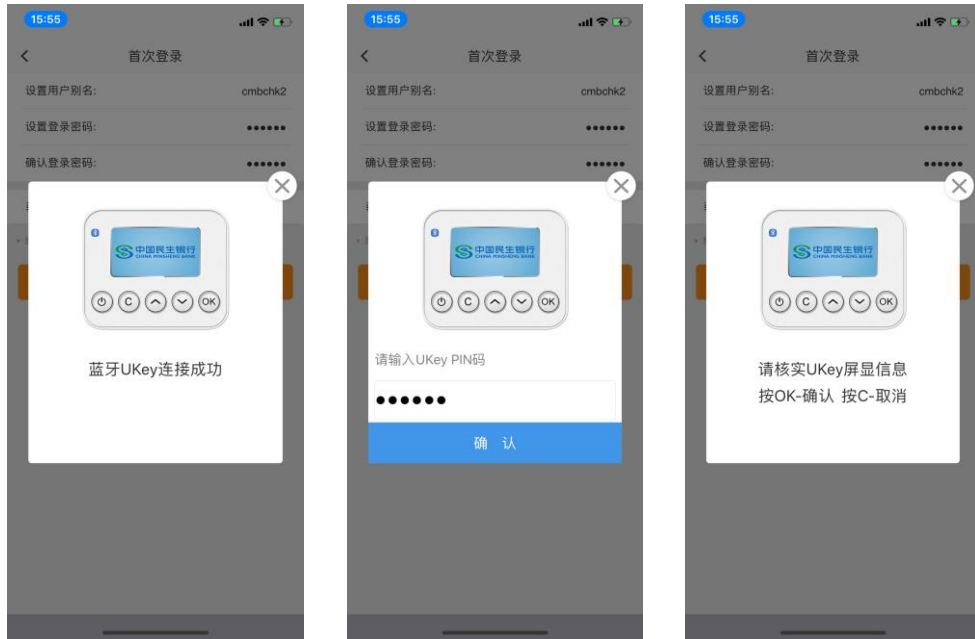 15:55
首次登录
设置用户别名: cmbchk2
设置登录密码: ●●●●●●
确认登录密码: ●●●●●●
中国民生银行
CHINA MINSHENG BANK
C OK
蓝牙UKey连接成功
15:55
首次登录
设置用户别名: cmbchk2
设置登录密码: ●●●●●●
确认登录密码: ●●●●●●
中国民生银行
CHINA MINSHENG BANK
C OK
请输入UKey PIN码
●●●●●●
确 认
15:55
首次登录
设置用户别名: cmbchk2
设置登录密码: ●●●●●●
确认登录密码: ●●●●●●
中国民生银行
CHINA MINSHENG BANK
C OK
请核实UKey屏显信息
按OK-确认 按C-取消